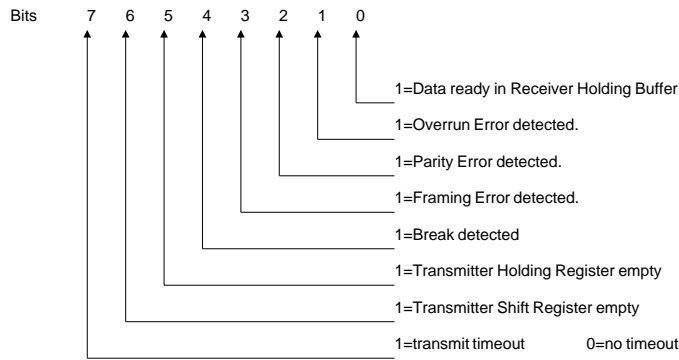 Bits 7 6 5 4 3 2 1 0
1=Data ready in Receiver Holding Buffer
1=Overrun Error detected.
1=Parity Error detected.
1=Framing Error detected.
1=Break detected
1=Transmitter Holding Register empty
1=Transmitter Shift Register empty
1=transmit timeout 0=no timeout